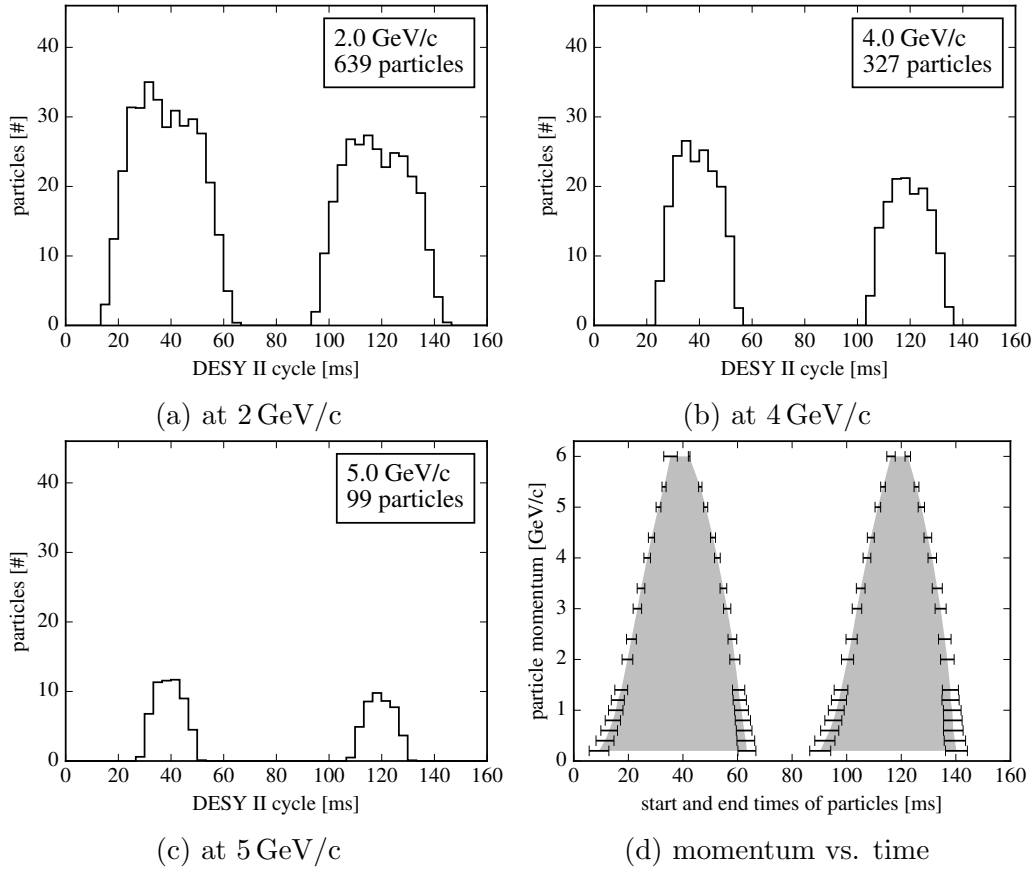 2.0 GeV/c
639 particles
40
30
20
10
0
particles [#]
0 20 40 60 80 100 120 140 160
DESY II cycle [ms]
(a) at 2 GeV/c
4.0 GeV/c
327 particles
40
30
20
10
0
particles [#]
0 20 40 60 80 100 120 140 160
DESY II cycle [ms]
(b) at 4 GeV/c
5.0 GeV/c
99 particles
40
30
20
10
0
particles [#]
0 20 40 60 80 100 120 140 160
DESY II cycle [ms]
(c) at 5 GeV/c
6
5
4
3
2
1
0
particle momentum [GeV/c]
0 20 40 60 80 100 120 140 160
start and end times of particles [ms]
(d) momentum vs. time